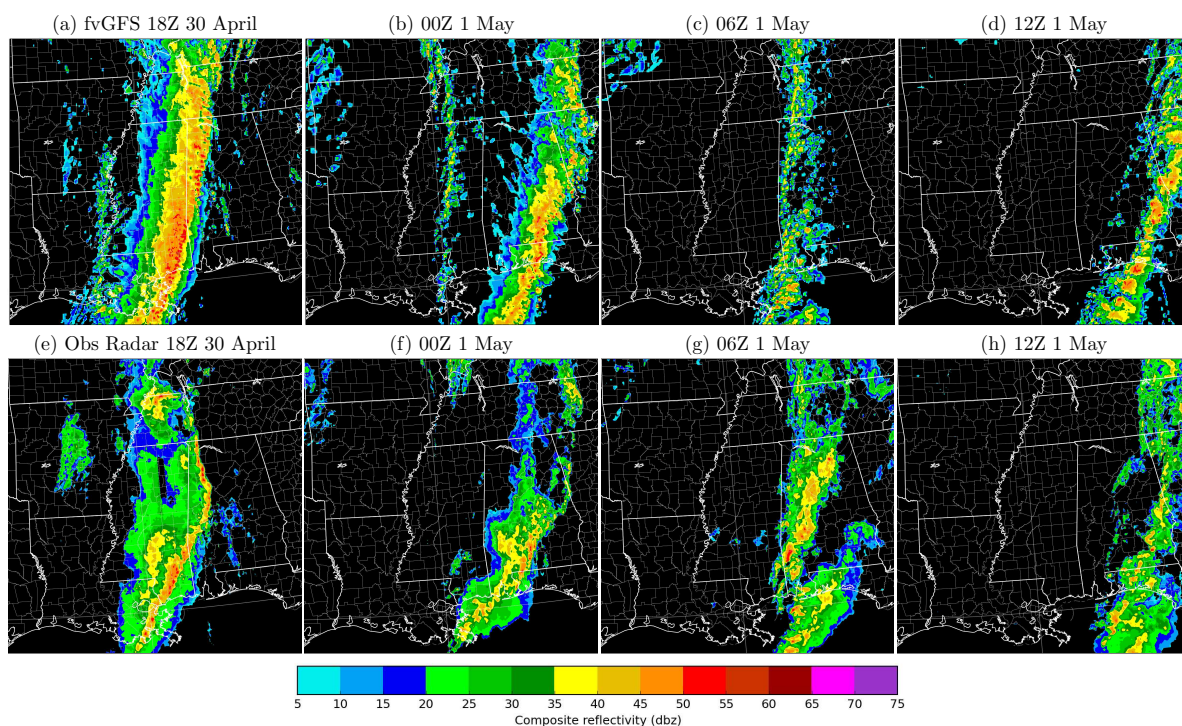 (a) fvGFS 18Z 30 April
(b) 00Z 1 May
(c) 06Z 1 May
(d) 12Z 1 May
(e) Obs Radar 18Z 30 April
(f) 00Z 1 May
(g) 06Z 1 May
(h) 12Z 1 May
5 10 15 20 25 30 35 40 45 50 55 60 65 70 75
Composite reflectivity (dbz)